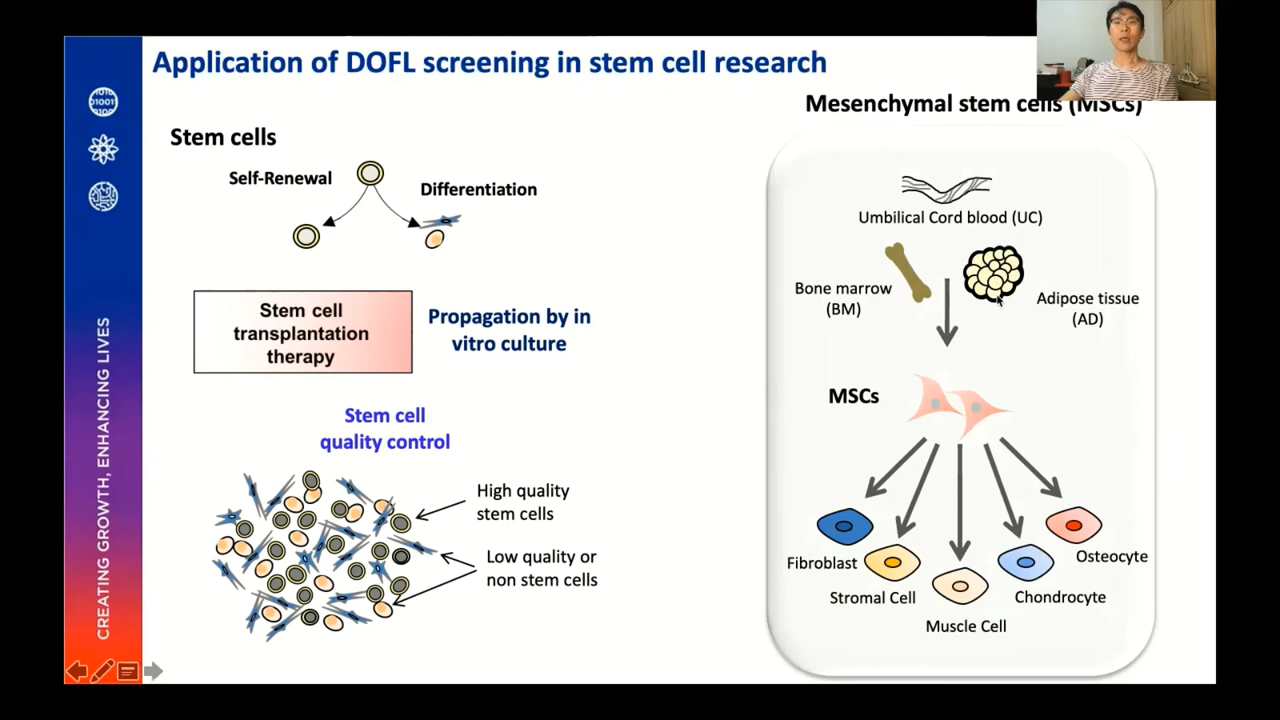 Application of DOFL screening in stem cell research
Stem cells
Self-Renewal
Differentiation
Stem cell
transplantation
therapy
Propagation by in
vitro culture
Stem cell
quality control
High quality
stem cells
Low quality or
non stem cells
Mesenchymal stem cells (MSCs)
Umbilical Cord blood (UC)
Bone marrow
(BM)
Adipose tissue
(AD)
MSCs
Fibroblast
Stromal Cell
Muscle Cell
Chondrocyte
Osteocyte
CREATING GROWTH, ENHANCING LIVES